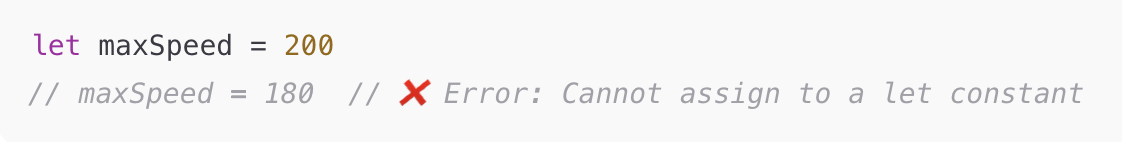 let maxSpeed = 200
// maxSpeed = 180  // ❌ Error: Cannot assign to a let constant